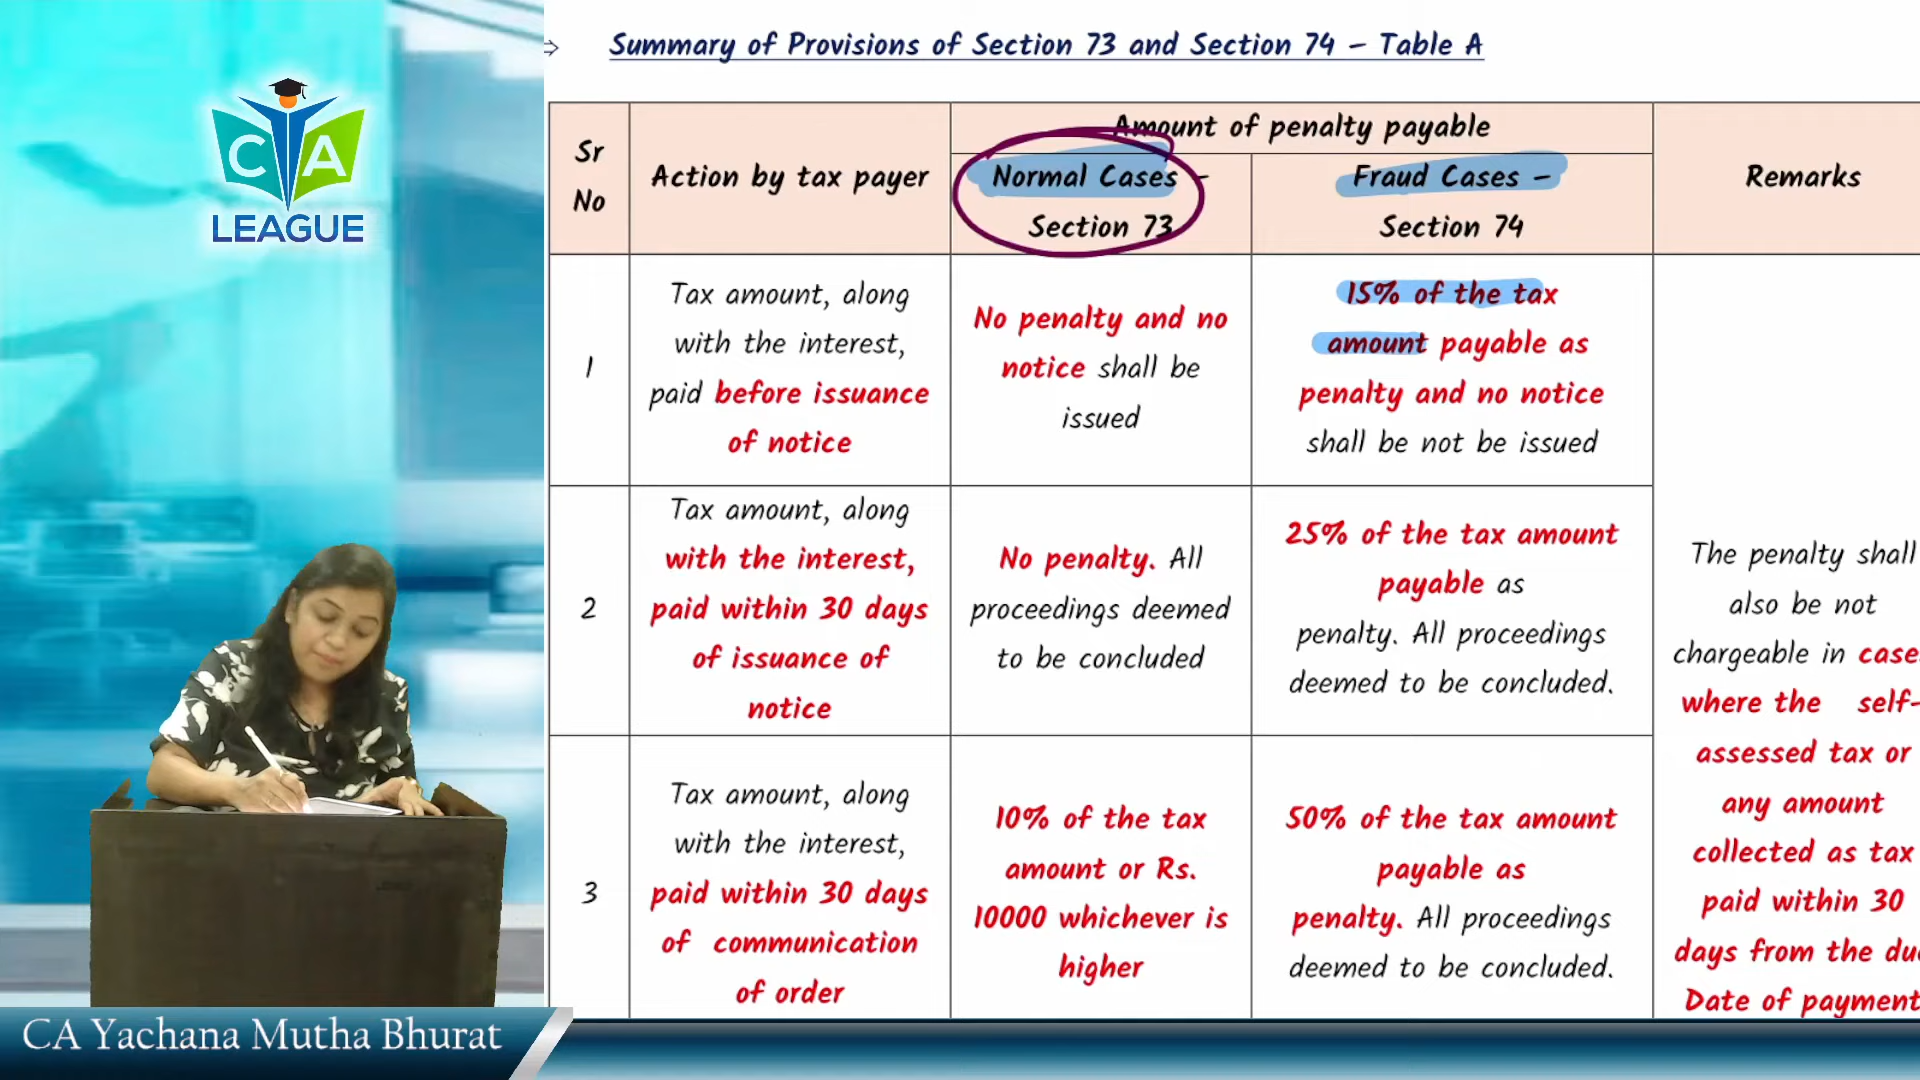 CA
LEAGUE
Summary of Provisions of Section 73 and Section 74 – Table A
Sr
No
Action by tax payer
Amount of penalty payable
Normal Cases –
Section 73
Fraud Cases –
Section 74
Remarks
1
Tax amount, along
with the interest,
paid before issuance
of notice
No penalty and no
notice shall be
issued
15% of the tax
amount payable as
penalty and no notice
shall be not be issued
2
Tax amount, along
with the interest,
paid within 30 days
of issuance of
notice
No penalty. All
proceedings deemed
to be concluded
25% of the tax amount
payable as
penalty. All proceedings
deemed to be concluded.
3
Tax amount, along
with the interest,
paid within 30 days
of communication
of order
10% of the tax
amount or Rs.
10000 whichever is
higher
50% of the tax amount
payable as
penalty. All proceedings
deemed to be concluded.
The penalty shall
also be not
chargeable in
where the self-
assessed tax or
any amount
collected as tax
paid within 30
days from the
Date of payment
CA Yachana Mutha Bhurat